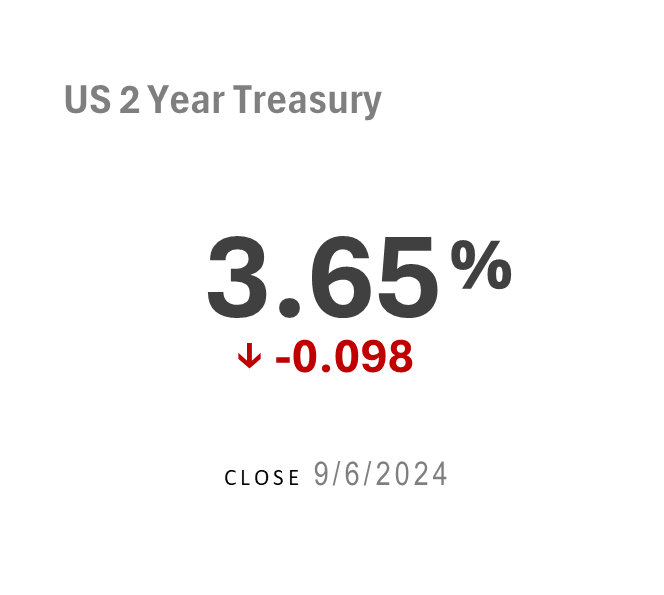 US 2 Year Treasury
3.65%
↓ -0.098
CLOSE 9/6/2024